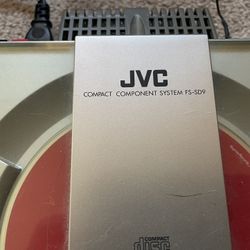 JVC
COMPACT COMPONENT SYSTEM FS-SD9
COMPACT
disc